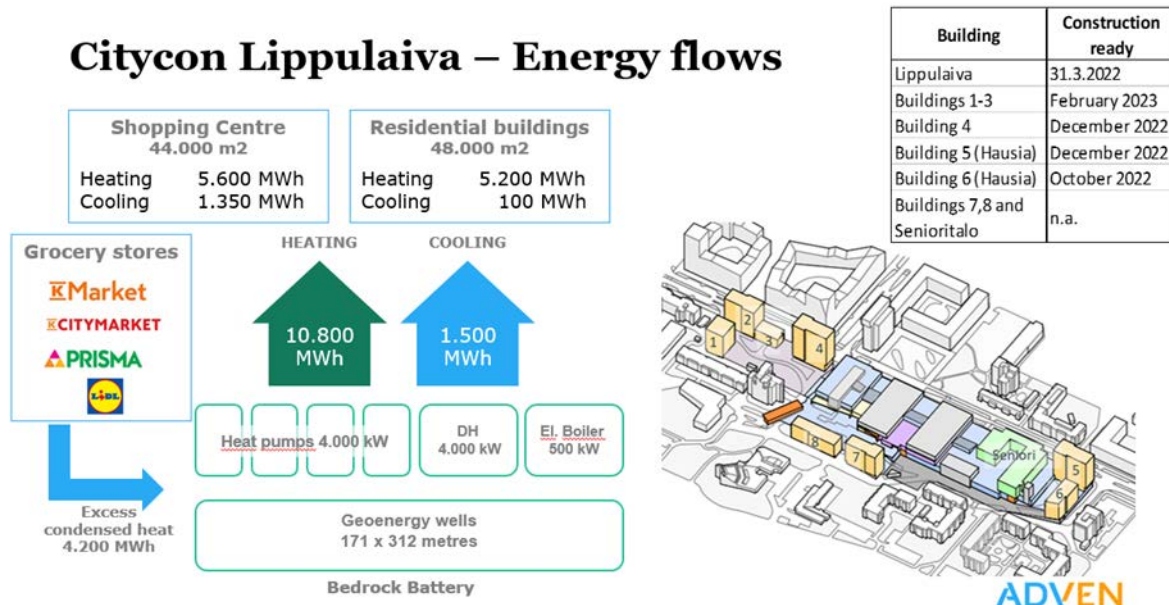 Citycon Lippulaiva – Energy flows
Building Construction ready
Lippulaiva 31.3.2022
Buildings 1-3 February 2023
Building 4 December 2022
Building 5 (Hausia) December 2022
Building 6 (Hausia) October 2022
Buildings 7,8 and Senioritalo n.a.
Shopping Centre
44.000 m2
Heating 5.600 MWh
Cooling 1.350 MWh
Residential buildings
48.000 m2
Heating 5.200 MWh
Cooling 100 MWh
Grocery stores
K Market
K CITYMARKET
PRISMA
LIDL
HEATING
10.800
MWh
COOLING
1.500
MWh
Heat pumps 4.000 kW
DH
4.000 kW
El. Boiler
500 kW
Excess
condensed heat
4.200 MWh
Geoenergy wells
171 x 312 metres
Bedrock Battery
1
2
3
4
8
7
Seniori
5
6
ADVEN